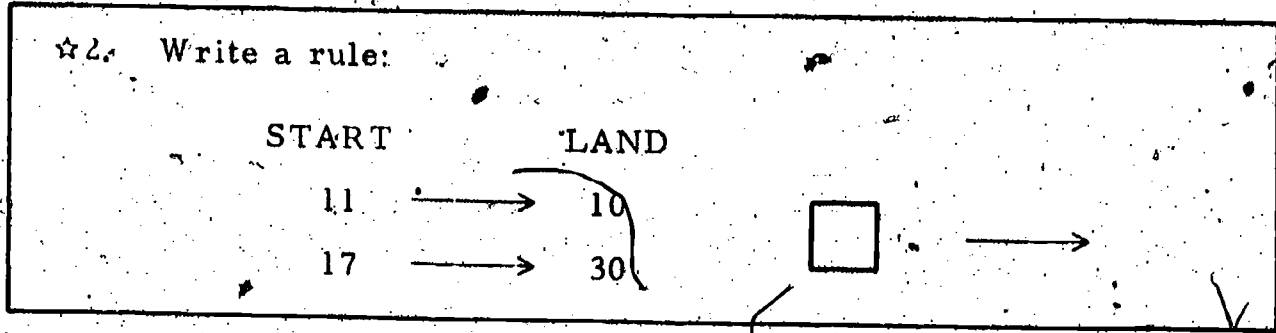 ☆2. Write a rule:
START LAND
11 → 10
17 → 30
□ →